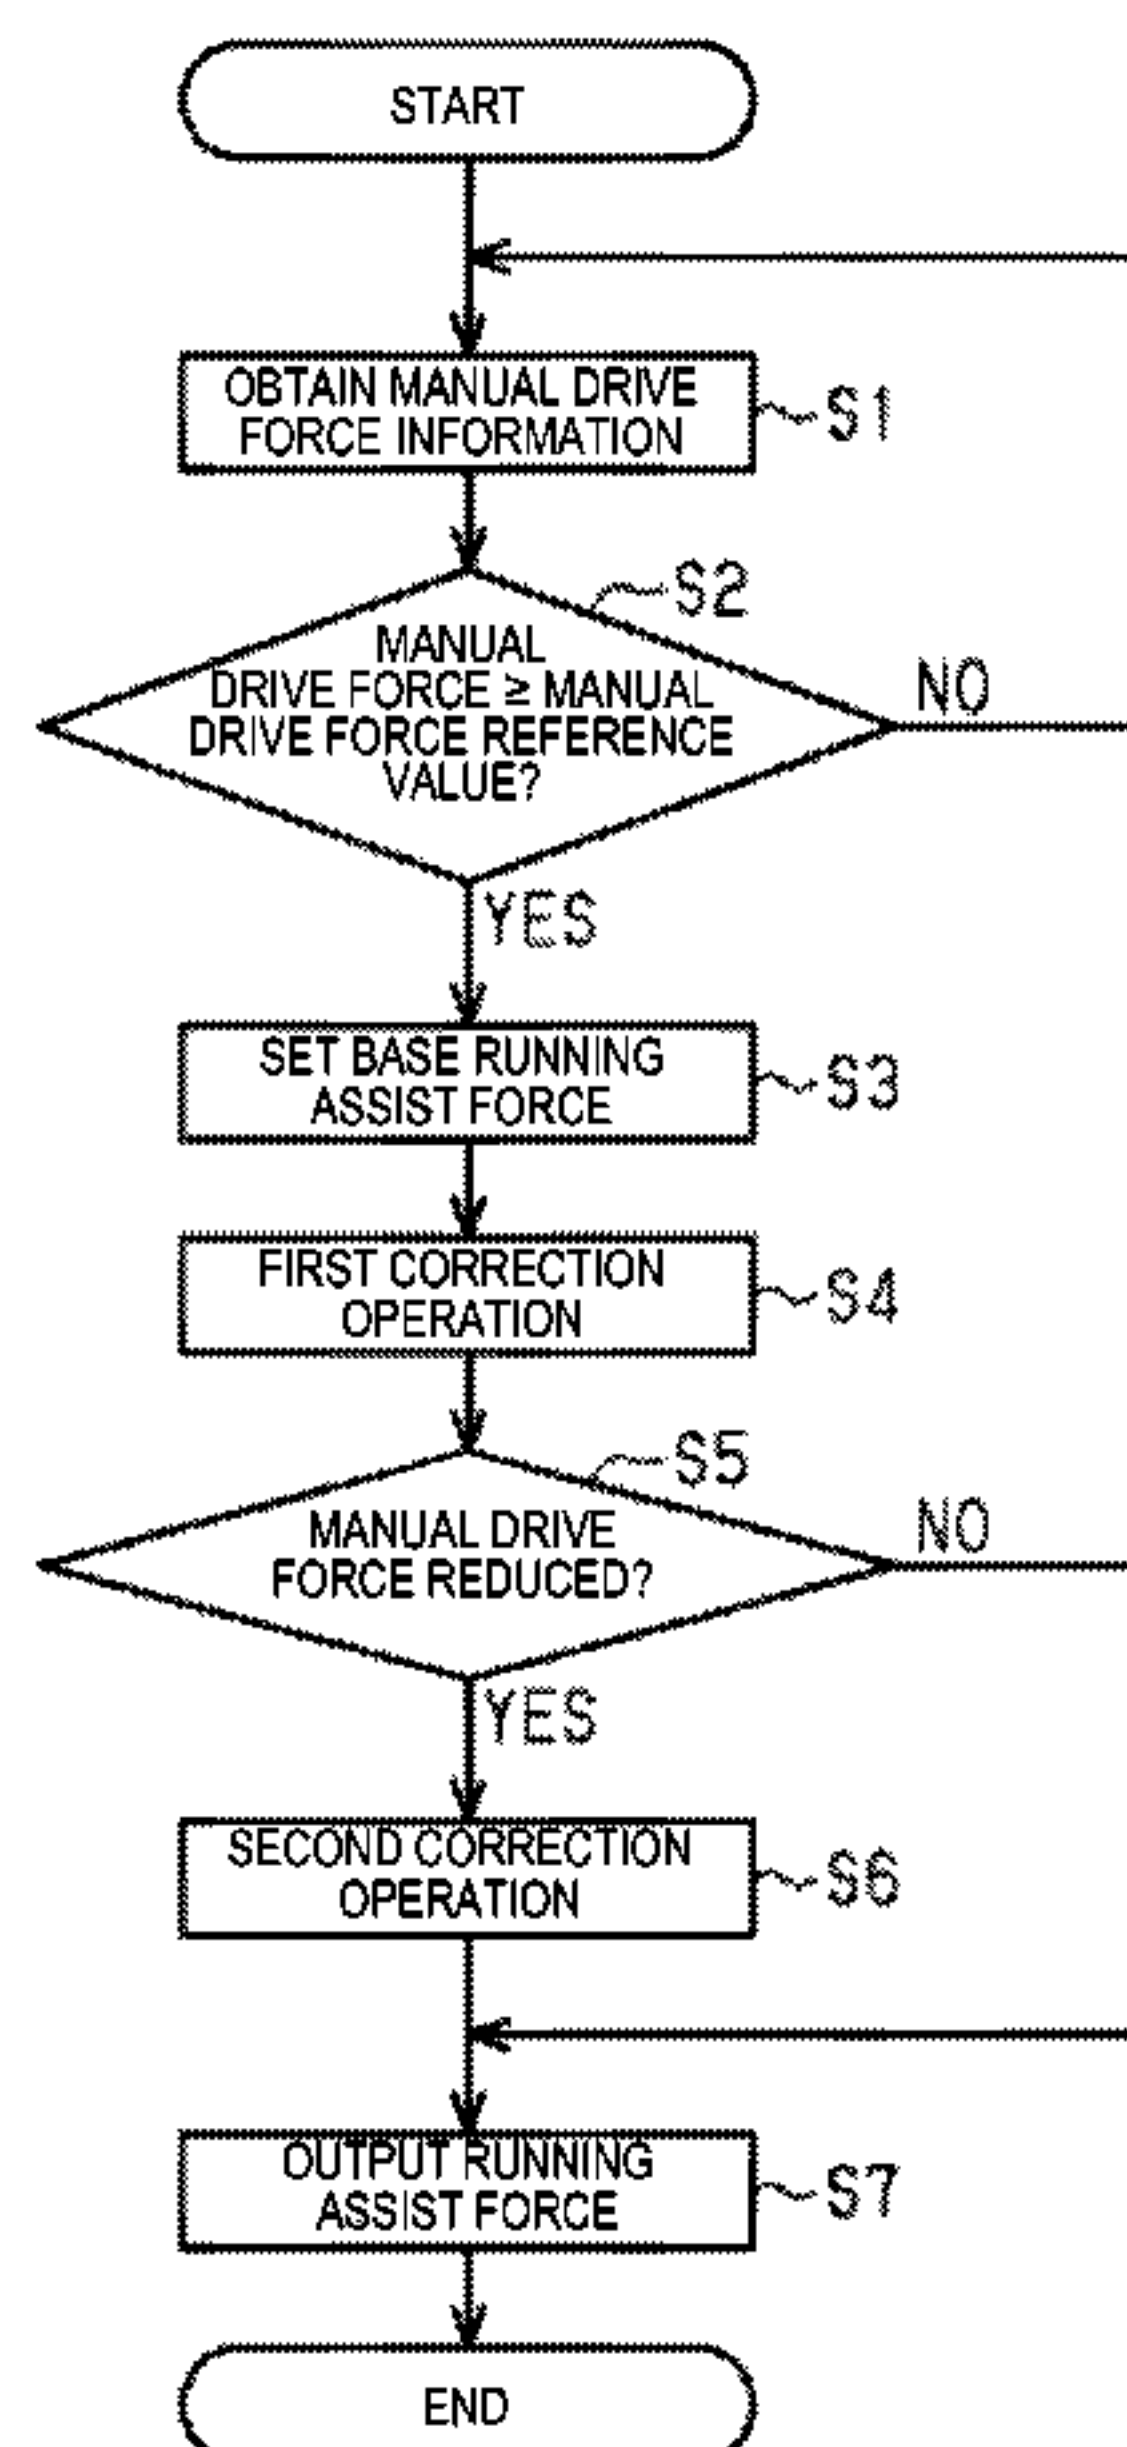 START
OBTAIN MANUAL DRIVE
FORCE INFORMATION
S1
S2
MANUAL
DRIVE FORCE ≥ MANUAL
DRIVE FORCE REFERENCE
VALUE?
NO
YES
SET BASE RUNNING
ASSIST FORCE
S3
FIRST CORRECTION
OPERATION
S4
S5
MANUAL DRIVE
FORCE REDUCED?
NO
YES
SECOND CORRECTION
OPERATION
S6
OUTPUT RUNNING
ASSIST FORCE
S7
END